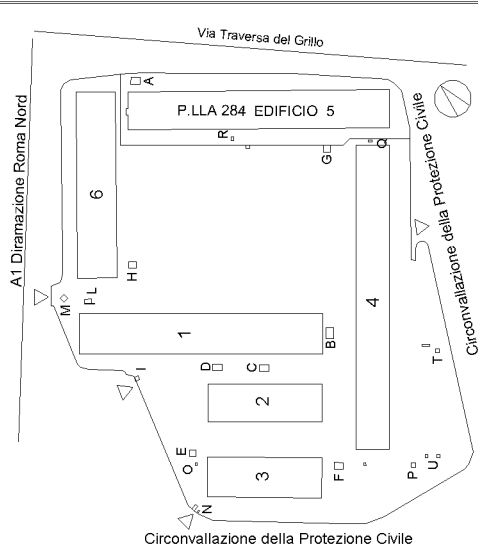 Via Traversa del Grillo
A
P.LLA 284 EDIFICIO 5
R
G
Q
A1 Diramazione Roma Nord
Circonvallazione della Protezione Civile
6
H
4
L
M
1
B
T
I
D
C
2
E
O
3
F
P
U
N
Circonvallazione della Protezione Civile